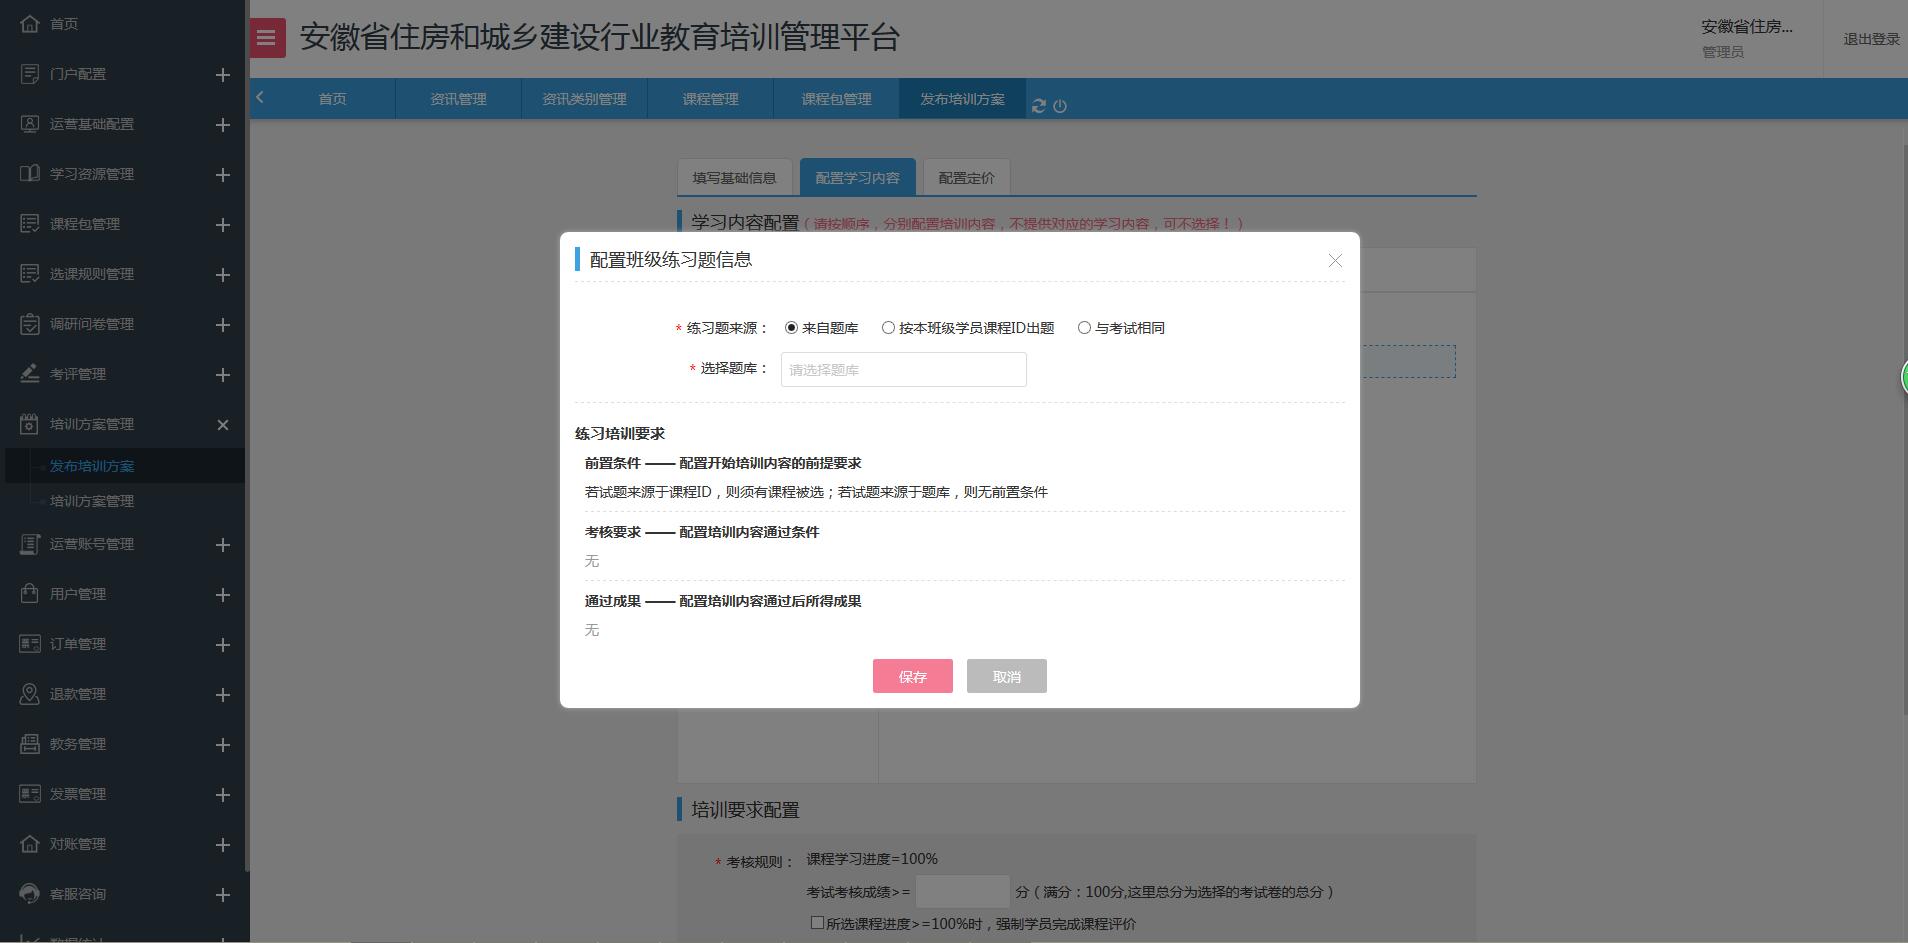 首页
门户配置
运营基础配置
学习资源管理
课程包管理
选课规则管理
调研问卷管理
考评管理
培训方案管理
发布培训方案
培训方案管理
运营账号管理
用户管理
订单管理
退款管理
教务管理
发票管理
对账管理
客服咨询
安徽省住房和城乡建设行业教育培训管理平台
安徽省住房...
管理员
退出登录
首页 资讯管理 资讯类别管理 课程管理 课程包管理 发布培训方案
填写基础信息 配置学习内容 配置定价
学习内容配置（请按顺序，分别配置培训内容，不提供对应的学习内容，可不选择！）
配置班级练习题信息
* 练习题来源： 来自题库 按本班级学员课程ID出题 与考试相同
* 选择题库： 请选择题库
练习培训要求
前置条件 —— 配置开始培训内容的前提要求
若试题来源于课程ID，则须有课程被选；若试题来源于题库，则无前置条件
考核要求 —— 配置培训内容通过条件
无
通过成果 —— 配置培训内容通过后所得成果
无
保存 取消
培训要求配置
* 考核规则： 课程学习进度=100%
考试考核成绩>= 分（满分：100分,这里总分为选择的考试卷的总分）
所选课程进度>=100%时，强制学员完成课程评价